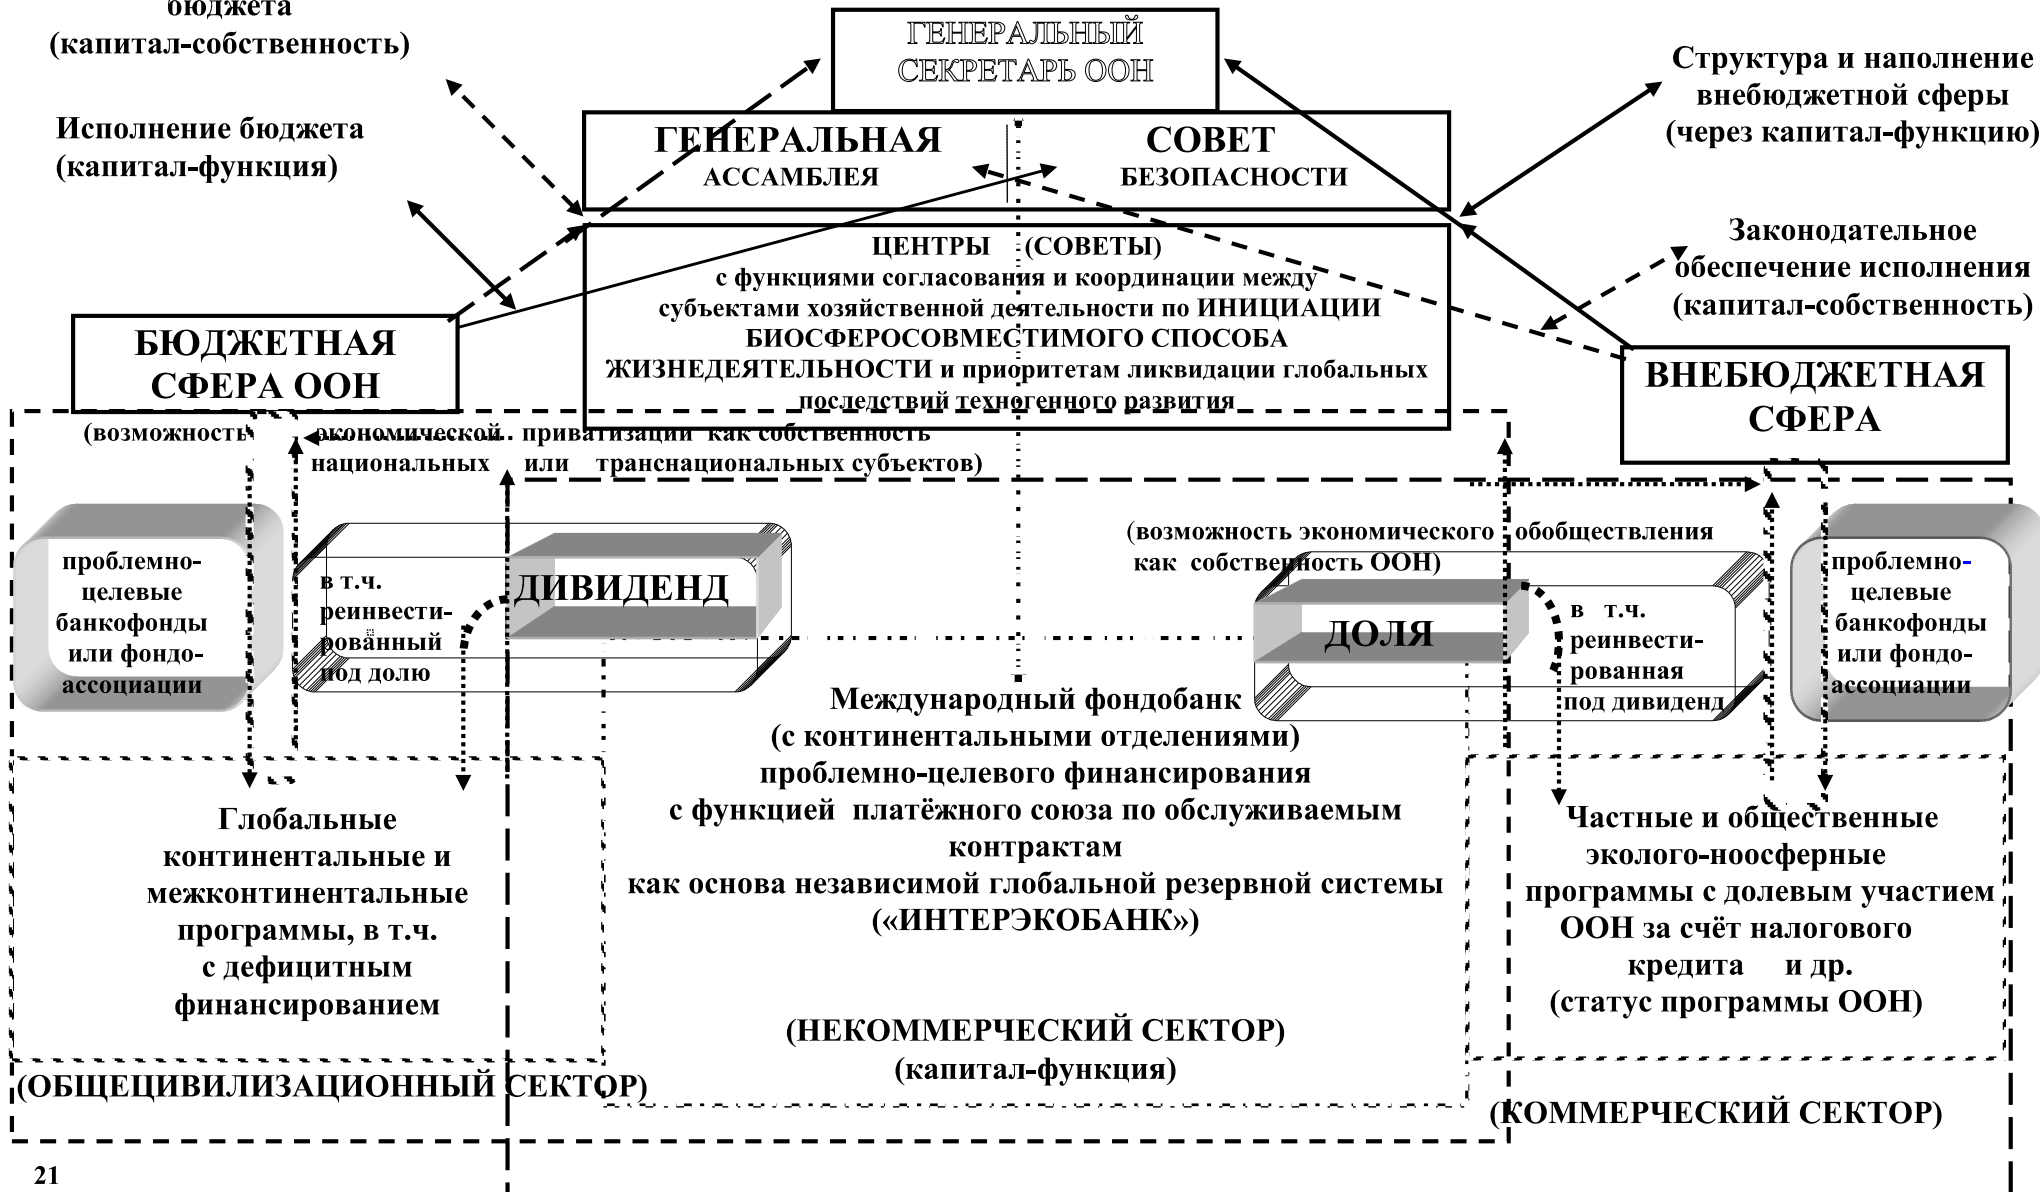 бюджета
(капитал-собственность)
Исполнение бюджета
(капитал-функция)
ГЕНЕРАЛЬНЫЙ
СЕКРЕТАРЬ ООН
ГЕНЕРАЛЬНАЯ
АССАМБЛЕЯ
СОВЕТ
БЕЗОПАСНОСТИ
Структура и наполнение
внебюджетной сферы
(через капитал-функцию)
Законодательное
обеспечение исполнения
(капитал-собственность)
ЦЕНТРЫ (СОВЕТЫ)
с функциями согласования и координации между
субъектами хозяйственной деятельности по ИНИЦИАЦИИ
БИОСФЕРОСОВМЕСТИМОГО СПОСОБА
ЖИЗНЕДЕЯТЕЛЬНОСТИ и приоритетам ликвидации глобальных
последствий техногенного развития
БЮДЖЕТНАЯ
СФЕРА ООН
ВНЕБЮДЖЕТНАЯ
СФЕРА
(возможность экономической приватизации как собственность
национальных или транснациональных субъектов)
(возможность экономического обобществления
как собственность ООН)
проблемно-
целевые
банкофонды
или фондо-
ассоциации
в т.ч.
реинвести-
рованный
под долю
ДИВИДЕНД
ДОЛЯ
в т.ч.
реинвести-
рованная
под дивиденд
проблемно-
целевые
банкофонды
или фондо-
ассоциации
Международный фондобанк
(с континентальными отделениями)
проблемно-целевого финансирования
с функцией платёжного союза по обслуживаемым
контрактам
как основа независимой глобальной резервной системы
(«ИНТЕРЭКОБАНК»)
(НЕКОММЕРЧЕСКИЙ СЕКТОР)
(капитал-функция)
Глобальные
континентальные и
межконтинентальные
программы, в т.ч.
с дефицитным
финансированием
Частные и общественные
эколого-ноосферные
программы с долевым участием
ООН за счёт налогового
кредита и др.
(статус программы ООН)
(ОБЩЕЦИВИЛИЗАЦИОННЫЙ СЕКТОР)
(КОММЕРЧЕСКИЙ СЕКТОР)
21